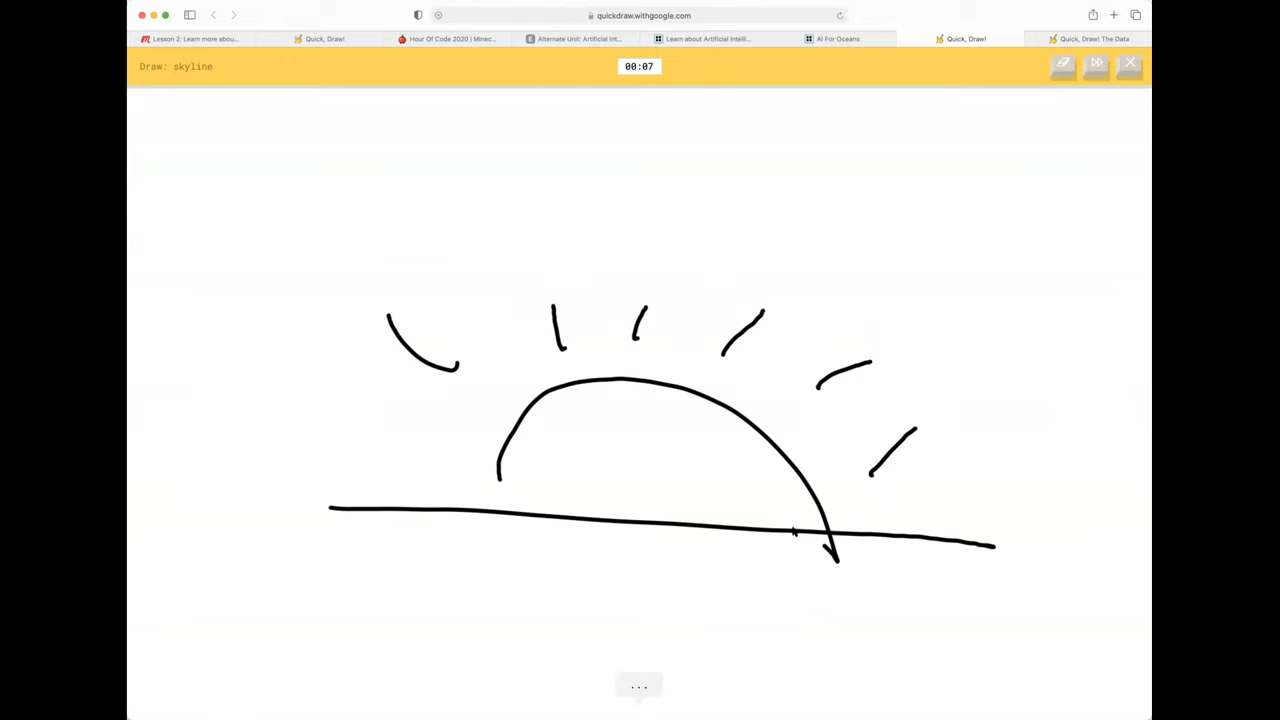 quickdraw.withgoogle.com
Lesson 2: Learn more abou...
Quick, Draw!
Hour Of Code 2020 | Minec...
Alternate Unit: Artificial Int...
Learn about Artificial Intelli...
AI For Oceans
Quick, Draw!
Quick, Draw! The Data
Draw: skyline
00:07
...